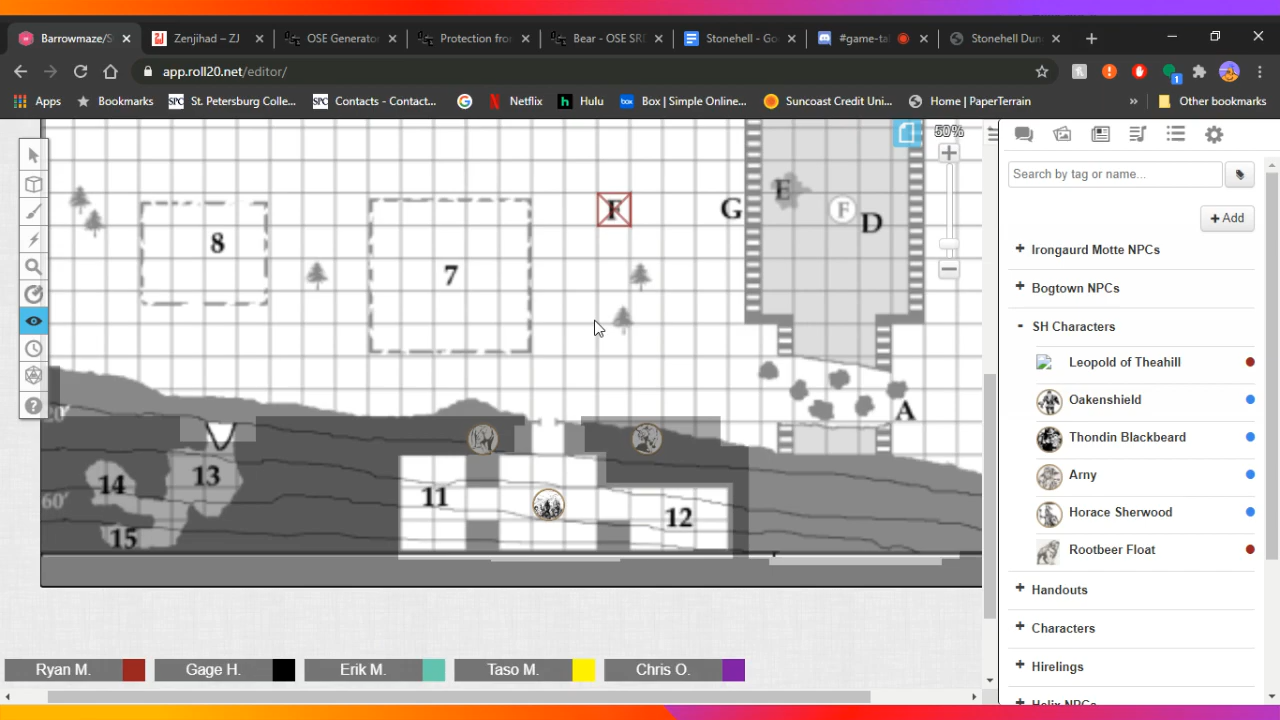 Barrowmaze/S
Zenjihad – ZJ
OSE Generator
Protection from
Bear - OSE SR
Stonehell - Go
#game-ta
Stonehell Dun
app.roll20.net/editor/
1
Apps
Bookmarks
St. Petersburg Colle...
Contacts - Contact...
Netflix
Hulu
Box | Simple Online...
Suncoast Credit Uni...
Home | PaperTerrain
»
Other bookmarks
50%
Search by tag or name...
+ Add
Irongaurd Motte NPCs
Bogtown NPCs
SH Characters
Leopold of Theahill
Oakenshield
Thondin Blackbeard
Arny
Horace Sherwood
Rootbeer Float
Handouts
Characters
Hirelings
Helix NPCs
8
7
F
G
E
F
D
A
13
14
15
60'
11
12
Ryan M.
Gage H.
Erik M.
Taso M.
Chris O.